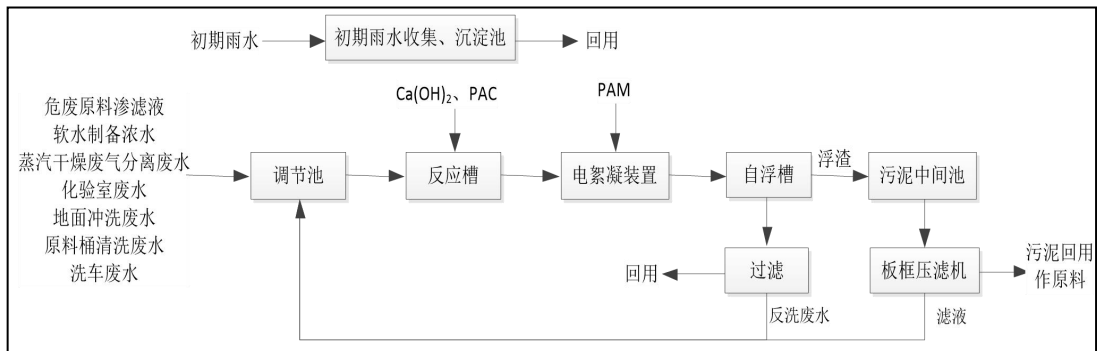 初期雨水
初期雨水收集、沉淀池
回用
Ca(OH)₂、PAC
PAM
危废原料渗滤液
软水制备浓水
蒸汽干燥废气分离废水
化验室废水
地面冲洗废水
原料桶清洗废水
洗车废水
调节池
反应槽
电絮凝装置
自浮槽
浮渣
污泥中间池
回用
过滤
板框压滤机
污泥回用
作原料
反洗废水
滤液